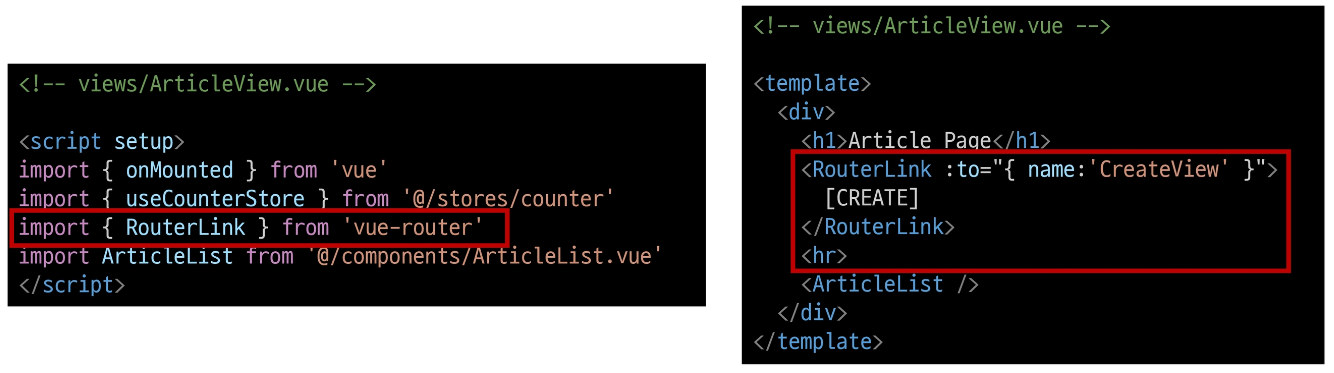 <!-- views/ArticleView.vue -->
<script setup>
import { onMounted } from 'vue'
import { useCounterStore } from '@/stores/counter'
import { RouterLink } from 'vue-router'
import ArticleList from '@/components/ArticleList.vue'
</script>
<!-- views/ArticleView.vue -->
<template>
<div>
<h1>Article Page</h1>
<RouterLink :to="{ name:'CreateView' }">
[CREATE]
</RouterLink>
<hr>
<ArticleList />
</div>
</template>